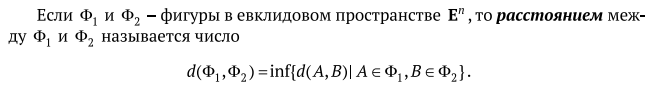 Если Φ₁ и Φ₂ – фигуры в евклидовом пространстве Eⁿ, то расстоянием меж-
ду Φ₁ и Φ₂ называется число
d(Φ₁,Φ₂)=inf{d(A,B)| A∈Φ₁,B∈Φ₂}.